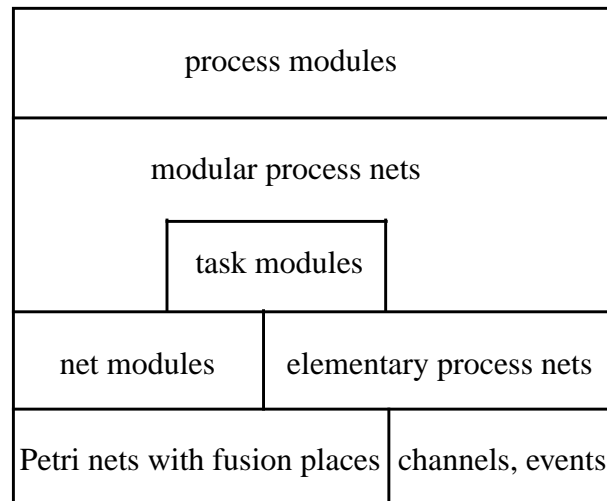 process modules
modular process nets
task modules
net modules
elementary process nets
Petri nets with fusion places
channels, events